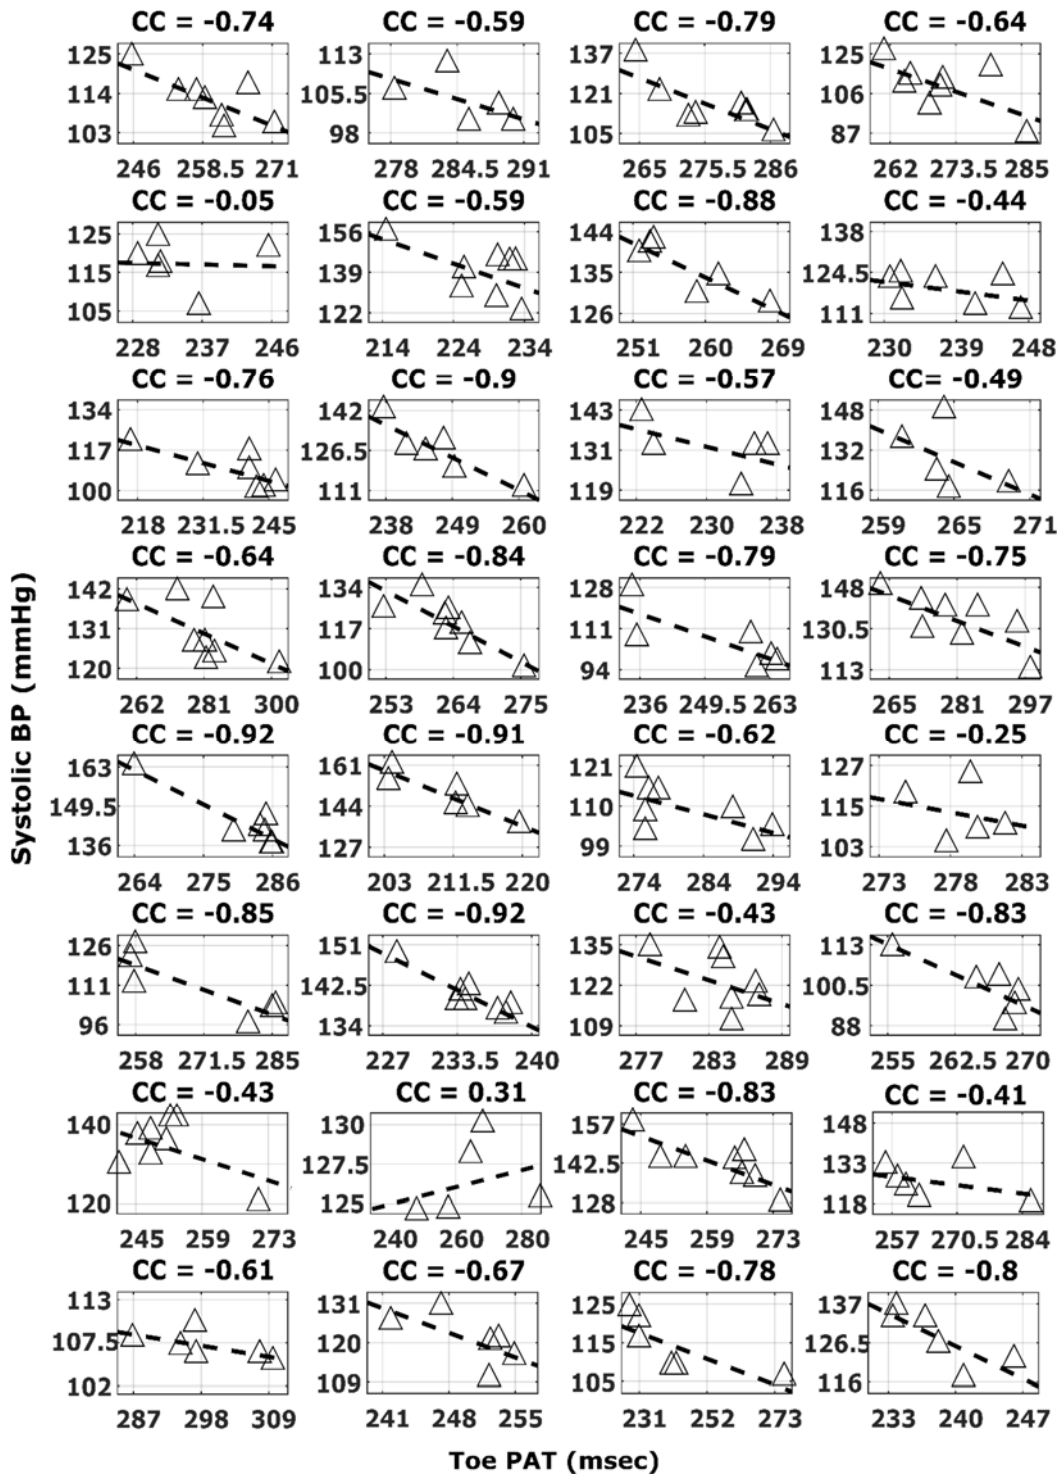 CC = -0.74 CC = -0.59 CC = -0.79 CC = -0.64
125 113 137 125
114 105.5 121 106
103 98 105 87
246 258.5 271 278 284.5 291 265 275.5 286 262 273.5 285
CC = -0.05 CC = -0.59 CC = -0.88 CC = -0.44
125 156 144 138
115 139 135 124.5
105 122 126 111
228 237 246 214 224 234 251 260 269 230 239 248
CC = -0.76 CC = -0.9 CC = -0.57 CC= -0.49
134 142 143 148
117 126.5 131 132
100 111 119 116
218 231.5 245 238 249 260 222 230 238 259 265 271
CC = -0.64 CC = -0.84 CC = -0.79 CC = -0.75
142 134 128 148
131 117 111 130.5
120 100 94 113
262 281 300 253 264 275 236 249.5 263 265 281 297
CC = -0.92 CC = -0.91 CC = -0.62 CC = -0.25
163 161 121 127
149.5 144 110 115
136 127 99 103
264 275 286 203 211.5 220 274 284 294 273 278 283
CC = -0.85 CC = -0.92 CC = -0.43 CC = -0.83
126 151 135 113
111 142.5 122 100.5
96 134 109 88
258 271.5 285 227 233.5 240 277 283 289 255 262.5 270
CC = -0.43 CC = 0.31 CC = -0.83 CC = -0.41
140 130 157 148
127.5 142.5 133
120 125 128 118
245 259 273 240 260 280 245 259 273 257 270.5 284
CC = -0.61 CC = -0.67 CC = -0.78 CC = -0.8
113 131 125 137
107.5 120 115 126.5
102 109 105 116
287 298 309 241 248 255 231 252 273 233 240 247
Systolic BP (mmHg)
Toe PAT (msec)